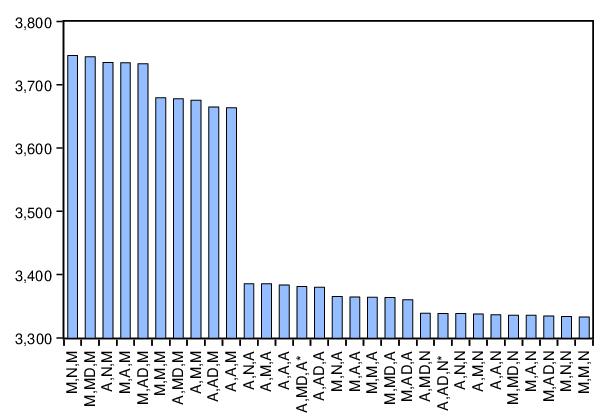 3,800
3,700
3,600
3,500
3,400
3,300
M,N,M
M,MD,M
A,N,M
M,A,M
M,AD,M
M,M,M
A,MD,M
A,M,M
A,AD,M
A,A,M
A,N,A
A,M,A
A,A,A
A,MD,A*
A,AD,A
M,N,A
M,A,A
M,M,A
M,MD,A
M,AD,A
A,MD,N
A,AD,N*
A,N,N
A,M,N
A,A,N
M,MD,N
M,A,N
M,AD,N
M,N,N
M,M,N